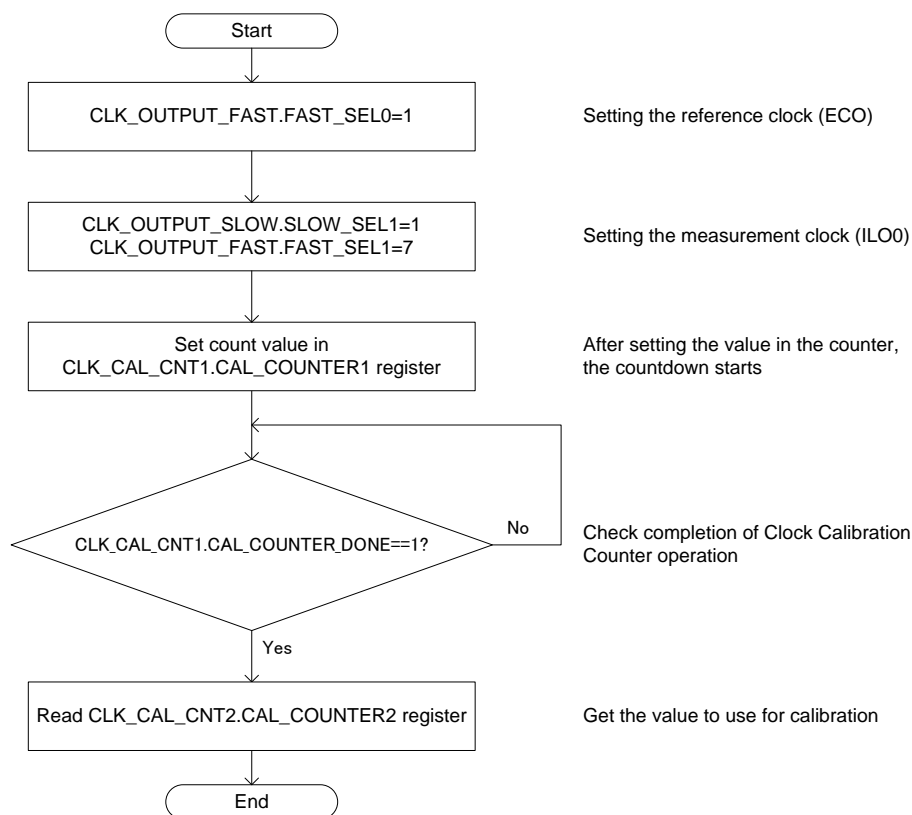 Start
CLK_OUTPUT_FAST.FAST_SEL0=1
Setting the reference clock (ECO)
CLK_OUTPUT_SLOW.SLOW_SEL1=1
CLK_OUTPUT_FAST.FAST_SEL1=7
Setting the measurement clock (ILO0)
Set count value in
CLK_CAL_CNT1.CAL_COUNTER1 register
After setting the value in the counter,
the countdown starts
CLK_CAL_CNT1.CAL_COUNTER_DONE==1?
No
Check completion of Clock Calibration
Counter operation
Yes
Read CLK_CAL_CNT2.CAL_COUNTER2 register
Get the value to use for calibration
End